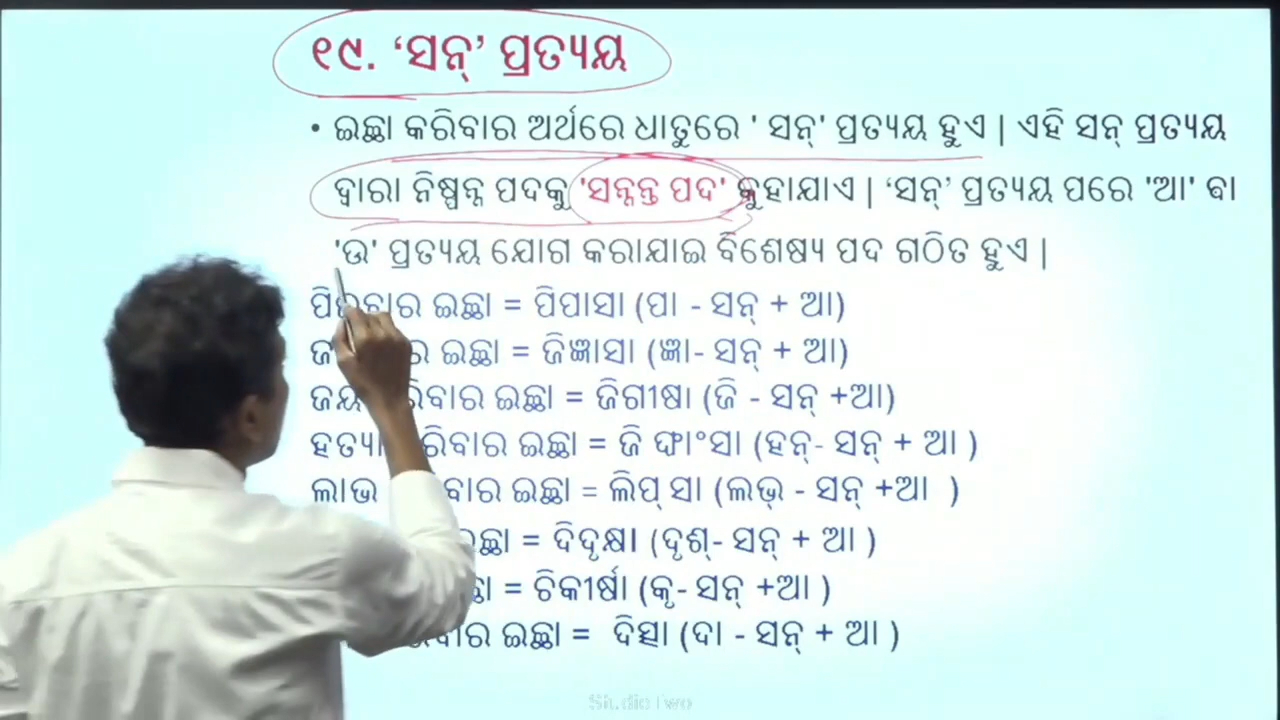 ୧୯. ‘ସନ୍’ ପ୍ରତ୍ୟୟ
• ଇଚ୍ଛା କରିବାର ଅର୍ଥରେ ଧାତୁରେ ' ସନ୍' ପ୍ରତ୍ୟୟ ହୁଏ | ଏହି ସନ୍ ପ୍ରତ୍ୟୟ
ଦ୍ୱାରା ନିଷ୍ପନ୍ନ ପଦକୁ 'ସନ୍ନନ୍ତ ପଦ' କୁହାଯାଏ | ‘ସନ୍’ ପ୍ରତ୍ୟୟ ପରେ 'ଆ' ବା
'ଉ' ପ୍ରତ୍ୟୟ ଯୋଗ କରାଯାଇ ବିଶେଷ୍ୟ ପଦ ଗଠିତ ହୁଏ |
ଇଚ୍ଛା = ପିପାସା (ପା - ସନ୍ + ଆ)
ଇଚ୍ଛା = ଜିଜ୍ଞାସା (ଜ୍ଞା- ସନ୍ + ଆ)
ଇଚ୍ଛା = ଜିଗୀଷା (ଜି - ସନ୍ +ଆ)
ଇଚ୍ଛା = ଜି ଘାଂସା (ହନ୍- ସନ୍ + ଆ )
ଲାଭ ଇଚ୍ଛା = ଲିପ୍ ସା (ଲଭ୍ - ସନ୍ +ଆ )
= ଦିଦୃକ୍ଷା (ଦୃଶ୍- ସନ୍ + ଆ )
= ଚିକୀର୍ଷା (କୃ- ସନ୍ +ଆ )
ଇଚ୍ଛା = ଦିତ୍ସା (ଦା - ସନ୍ + ଆ )